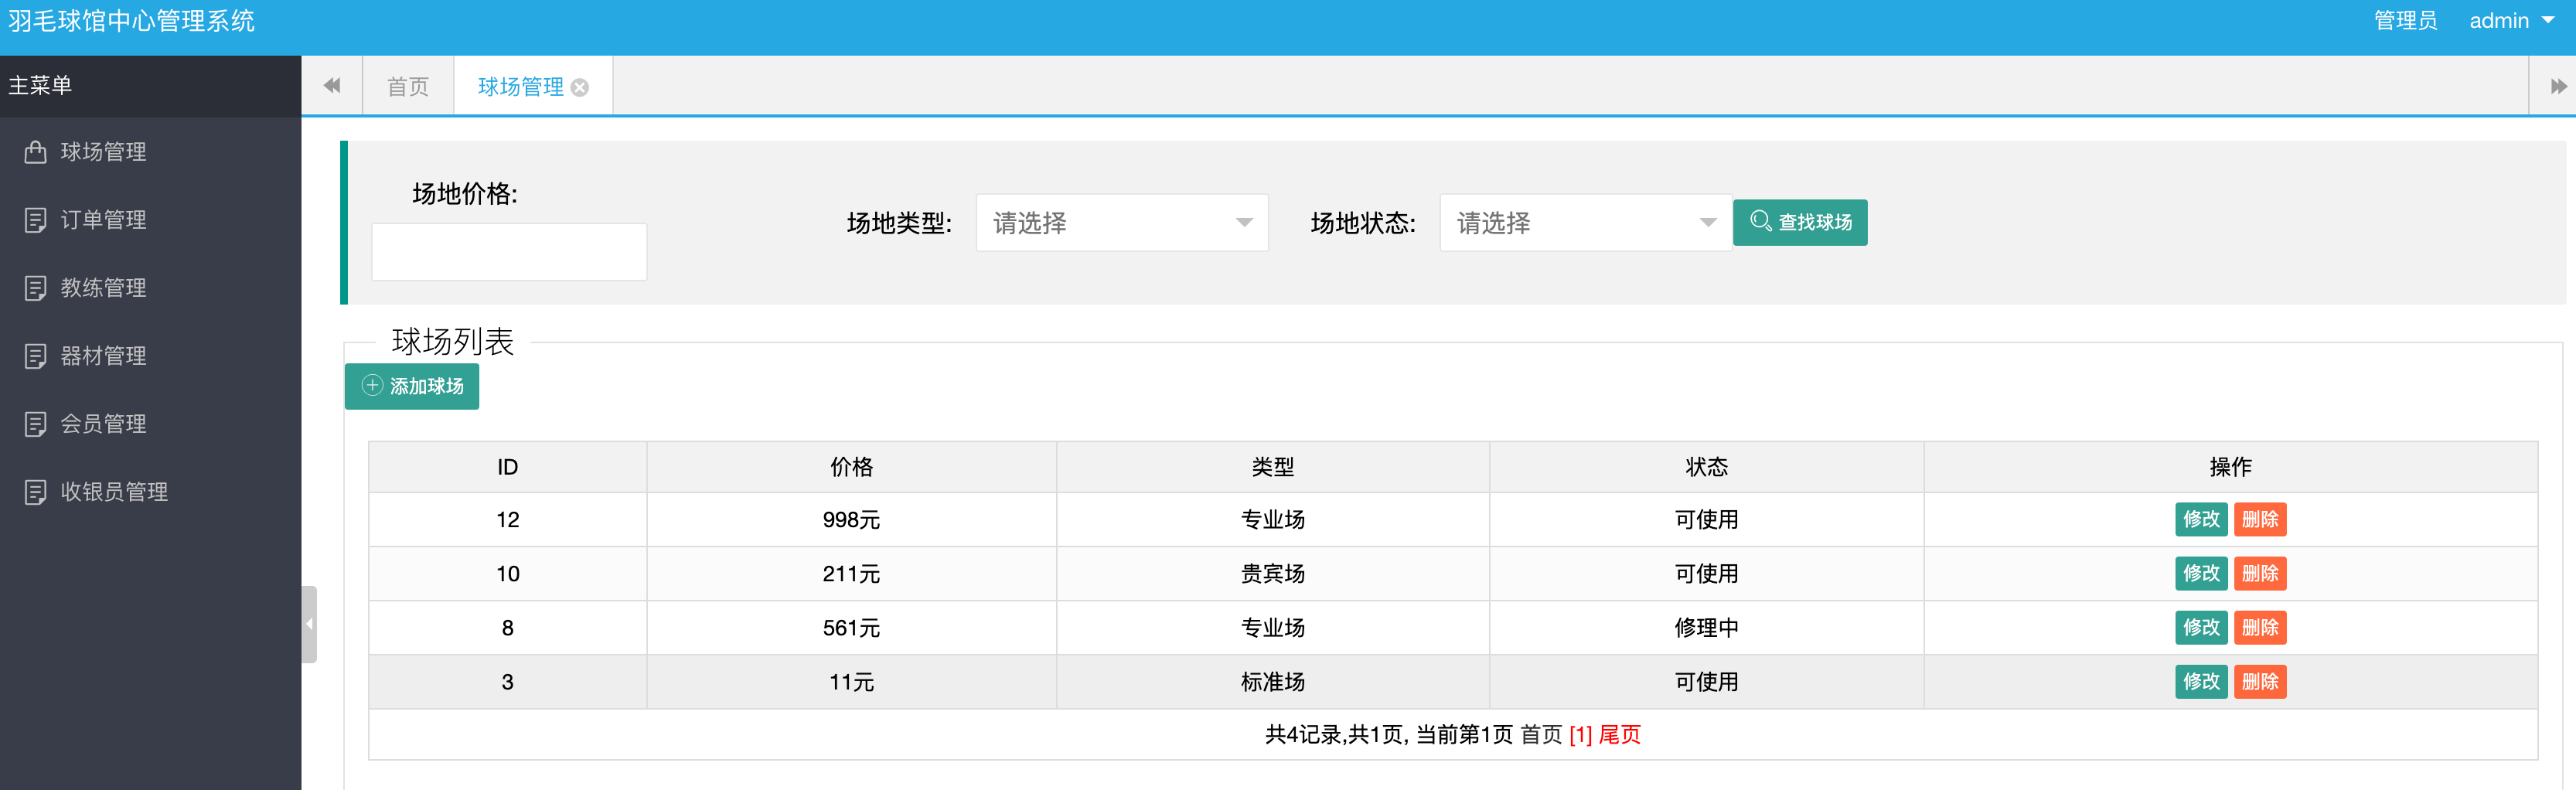 羽毛球馆中心管理系统 管理员 admin
主菜单 首页 球场管理
球场管理
订单管理
教练管理
器材管理
会员管理
收银员管理
场地价格:
场地类型: 请选择 场地状态: 请选择 查找球场
球场列表
添加球场
ID 价格 类型 状态 操作
12 998元 专业场 可使用 修改 删除
10 211元 贵宾场 可使用 修改 删除
8 561元 专业场 修理中 修改 删除
3 11元 标准场 可使用 修改 删除
共4记录,共1页, 当前第1页 首页 [1] 尾页